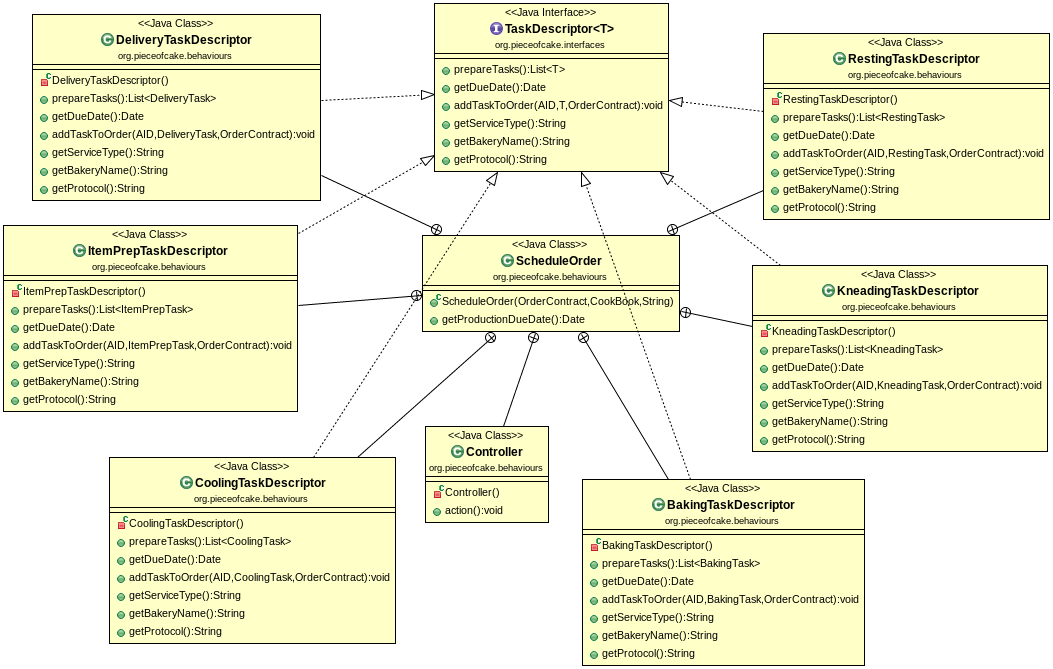 <<Java Class>>
DeliveryTaskDescriptor
org.pieceofcake.behaviours
DeliveryTaskDescriptor()
prepareTasks():List<DeliveryTask>
getDueDate():Date
addTaskToOrder(AID,DeliveryTask,OrderContract):void
getServiceType():String
getBakeryName():String
getProtocol():String
<<Java Interface>>
TaskDescriptor<T>
org.pieceofcake.interfaces
prepareTasks():List<T>
getDueDate():Date
addTaskToOrder(AID,T,OrderContract):void
getServiceType():String
getBakeryName():String
getProtocol():String
<<Java Class>>
RestingTaskDescriptor
org.pieceofcake.behaviours
RestingTaskDescriptor()
prepareTasks():List<RestingTask>
getDueDate():Date
addTaskToOrder(AID,RestingTask,OrderContract):void
getServiceType():String
getBakeryName():String
getProtocol():String
<<Java Class>>
ItemPrepTaskDescriptor
org.pieceofcake.behaviours
ItemPrepTaskDescriptor()
prepareTasks():List<ItemPrepTask>
getDueDate():Date
addTaskToOrder(AID,ItemPrepTask,OrderContract):void
getServiceType():String
getBakeryName():String
getProtocol():String
<<Java Class>>
ScheduleOrder
org.pieceofcake.behaviours
ScheduleOrder(OrderContract,CookBook,String)
getProductionDueDate():Date
<<Java Class>>
KneadingTaskDescriptor
org.pieceofcake.behaviours
KneadingTaskDescriptor()
prepareTasks():List<KneadingTask>
getDueDate():Date
addTaskToOrder(AID,KneadingTask,OrderContract):void
getServiceType():String
getBakeryName():String
getProtocol():String
<<Java Class>>
CoolingTaskDescriptor
org.pieceofcake.behaviours
CoolingTaskDescriptor()
prepareTasks():List<CoolingTask>
getDueDate():Date
addTaskToOrder(AID,CoolingTask,OrderContract):void
getServiceType():String
getBakeryName():String
getProtocol():String
<<Java Class>>
Controller
org.pieceofcake.behaviours
Controller()
action():void
<<Java Class>>
BakingTaskDescriptor
org.pieceofcake.behaviours
BakingTaskDescriptor()
prepareTasks():List<BakingTask>
getDueDate():Date
addTaskToOrder(AID,BakingTask,OrderContract):void
getServiceType():String
getBakeryName():String
getProtocol():String